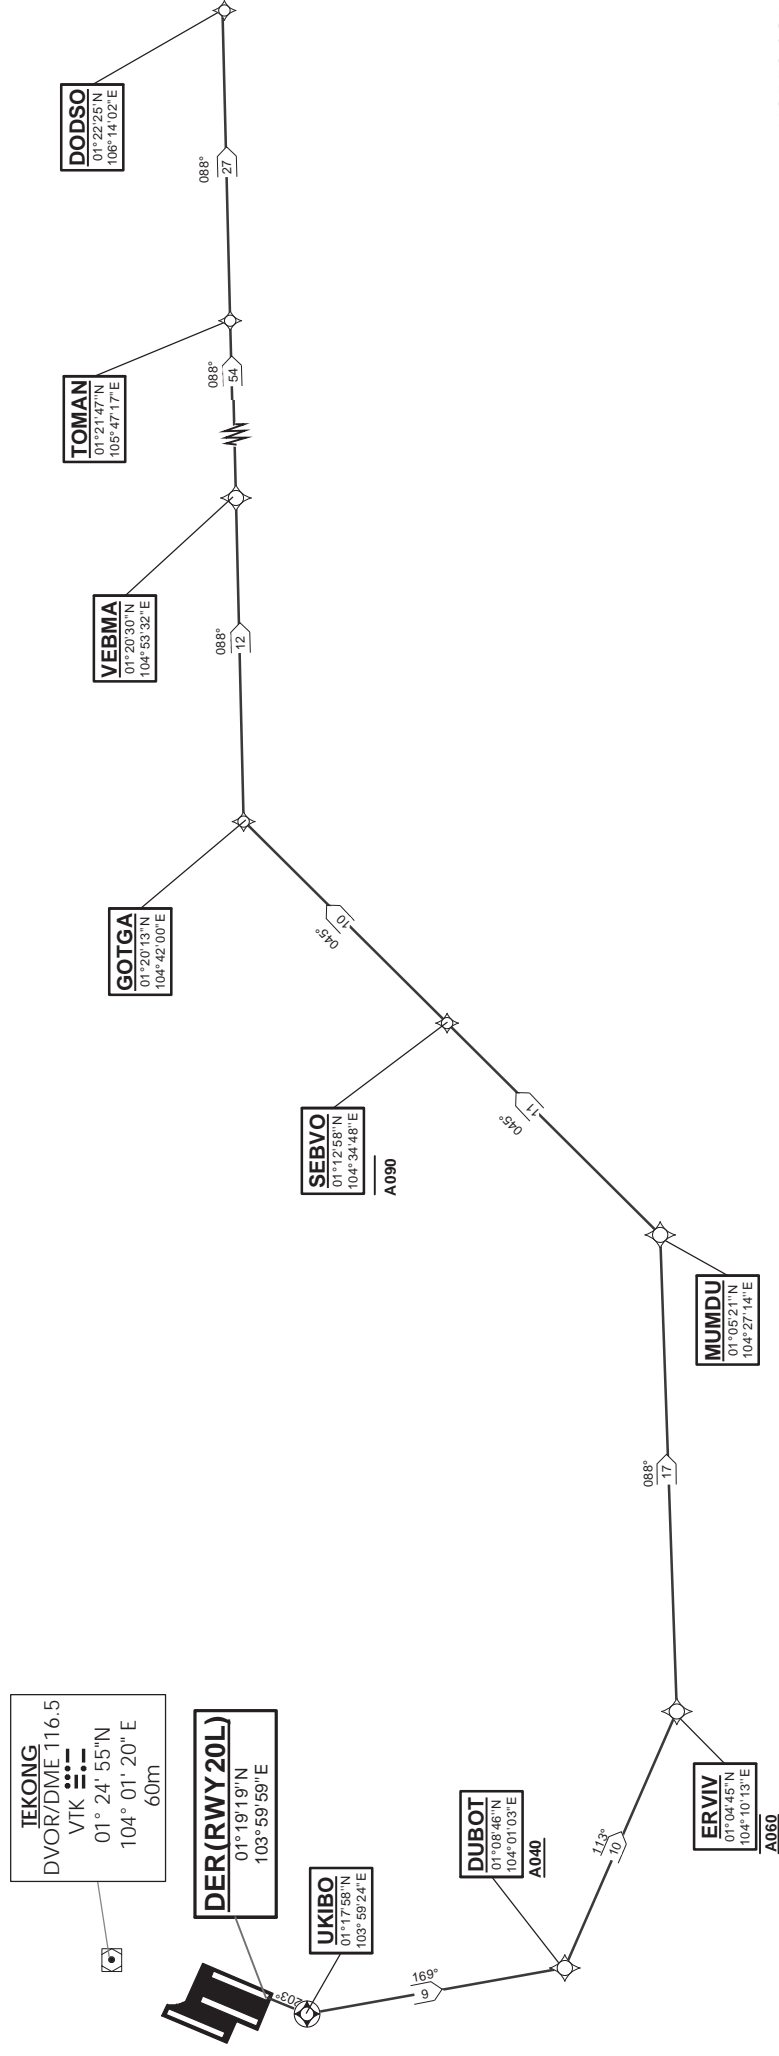 TEKONG
DVOR/DME 116.5
VTK
01° 24' 55"N
104° 01' 20" E
60m
DER(RWY20L)
01°19'19"N
103°59'59"E
203°
UKIBO
01°17'58"N
103°59'24"E
169°
9
DUBOT
01°08'46"N
104°01'03"E
A040
113°
10
ERVIV
01°04'45"N
104°10'13"E
A060
088°
17
MUMDU
01°05'21"N
104°27'14"E
045°
11
SEBVO
01°12'58"N
104°34'48"E
A090
045°
10
GOTGA
01°20'13"N
104°42'00"E
088°
12
VEBMA
01°20'30"N
104°53'32"E
088°
54
TOMAN
01°21'47"N
105°47'17"E
088°
27
DODSO
01°22'25"N
106°14'02"E